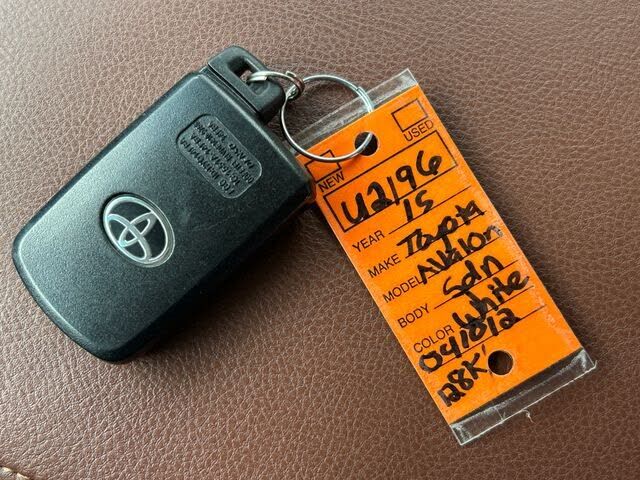 USED
NEW
U2196
YEAR 15
MAKE Toyota
MODEL Avalon
BODY Sdn
COLOR White
041012
128K